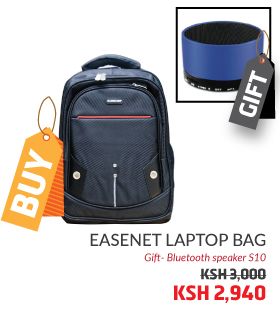 BUY
GIFT
EASENET LAPTOP BAG
Gift- Bluetooth speaker S10
KSH 3,000
KSH 2,940